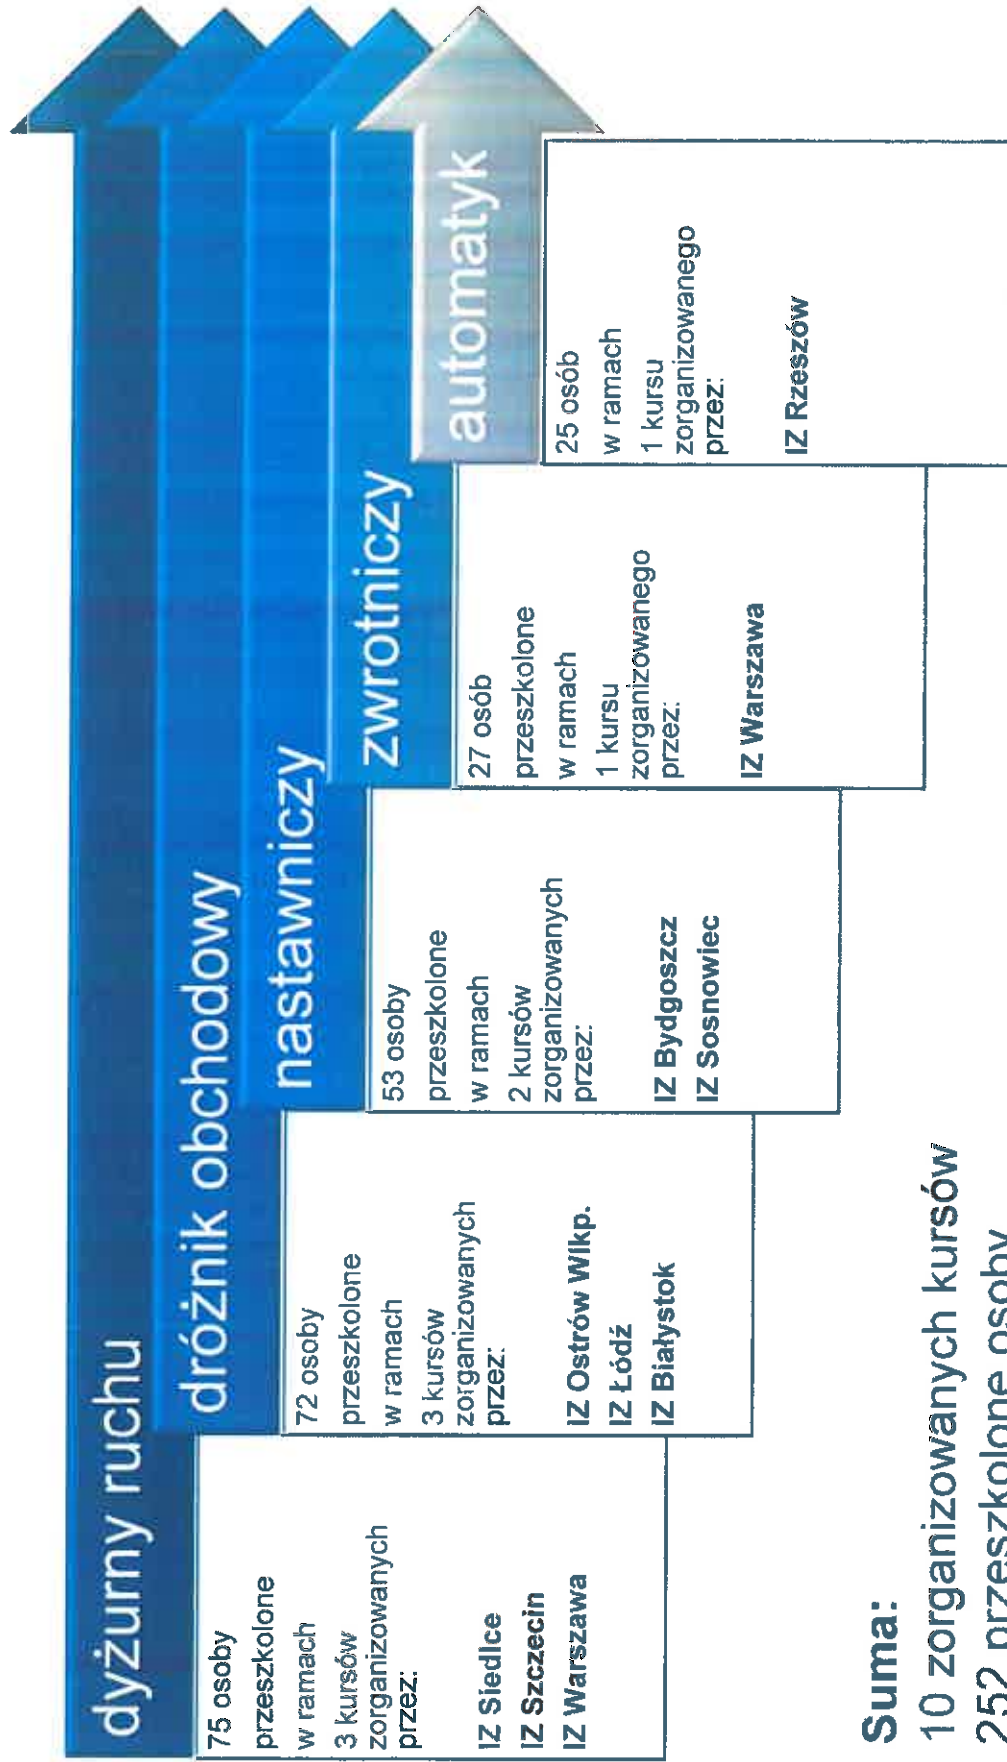 dyżurny ruchu
75 osoby
przeszkolone
w ramach
3 kursów
zorganizowanych
przez:
IZ Siedlce
IZ Szczecin
IZ Warszawa
dróżnik obchodowy
72 osoby
przeszkolone
w ramach
3 kursów
zorganizowanych
przez:
IZ Ostrów Wlkp.
IZ Łódź
IZ Białystok
nastawniczy
53 osoby
przeszkolone
w ramach
2 kursów
zorganizowanych
przez:
IZ Bydgoszcz
IZ Sosnowiec
zwrotniczy
27 osób
przeszkolone
w ramach
1 kursu
zorganizowanego
przez:
IZ Warszawa
automatyk
25 osób
w ramach
1 kursu
zorganizowanego
przez:
IZ Rzeszów
Suma:
10 zorganizowanych kursów
252 przeszkolone osoby